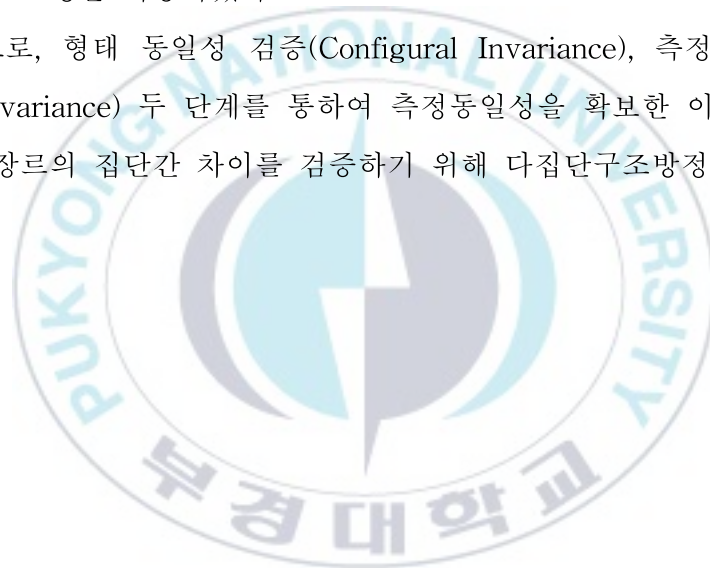 로, 형태 동일성 검증(Configural Invariance), 측정
variance) 두 단계를 통하여 측정동일성을 확보한 이
장르의 집단간 차이를 검증하기 위해 다집단구조방정
PUKYONG NATIONAL UNIVERSITY
부경대학교